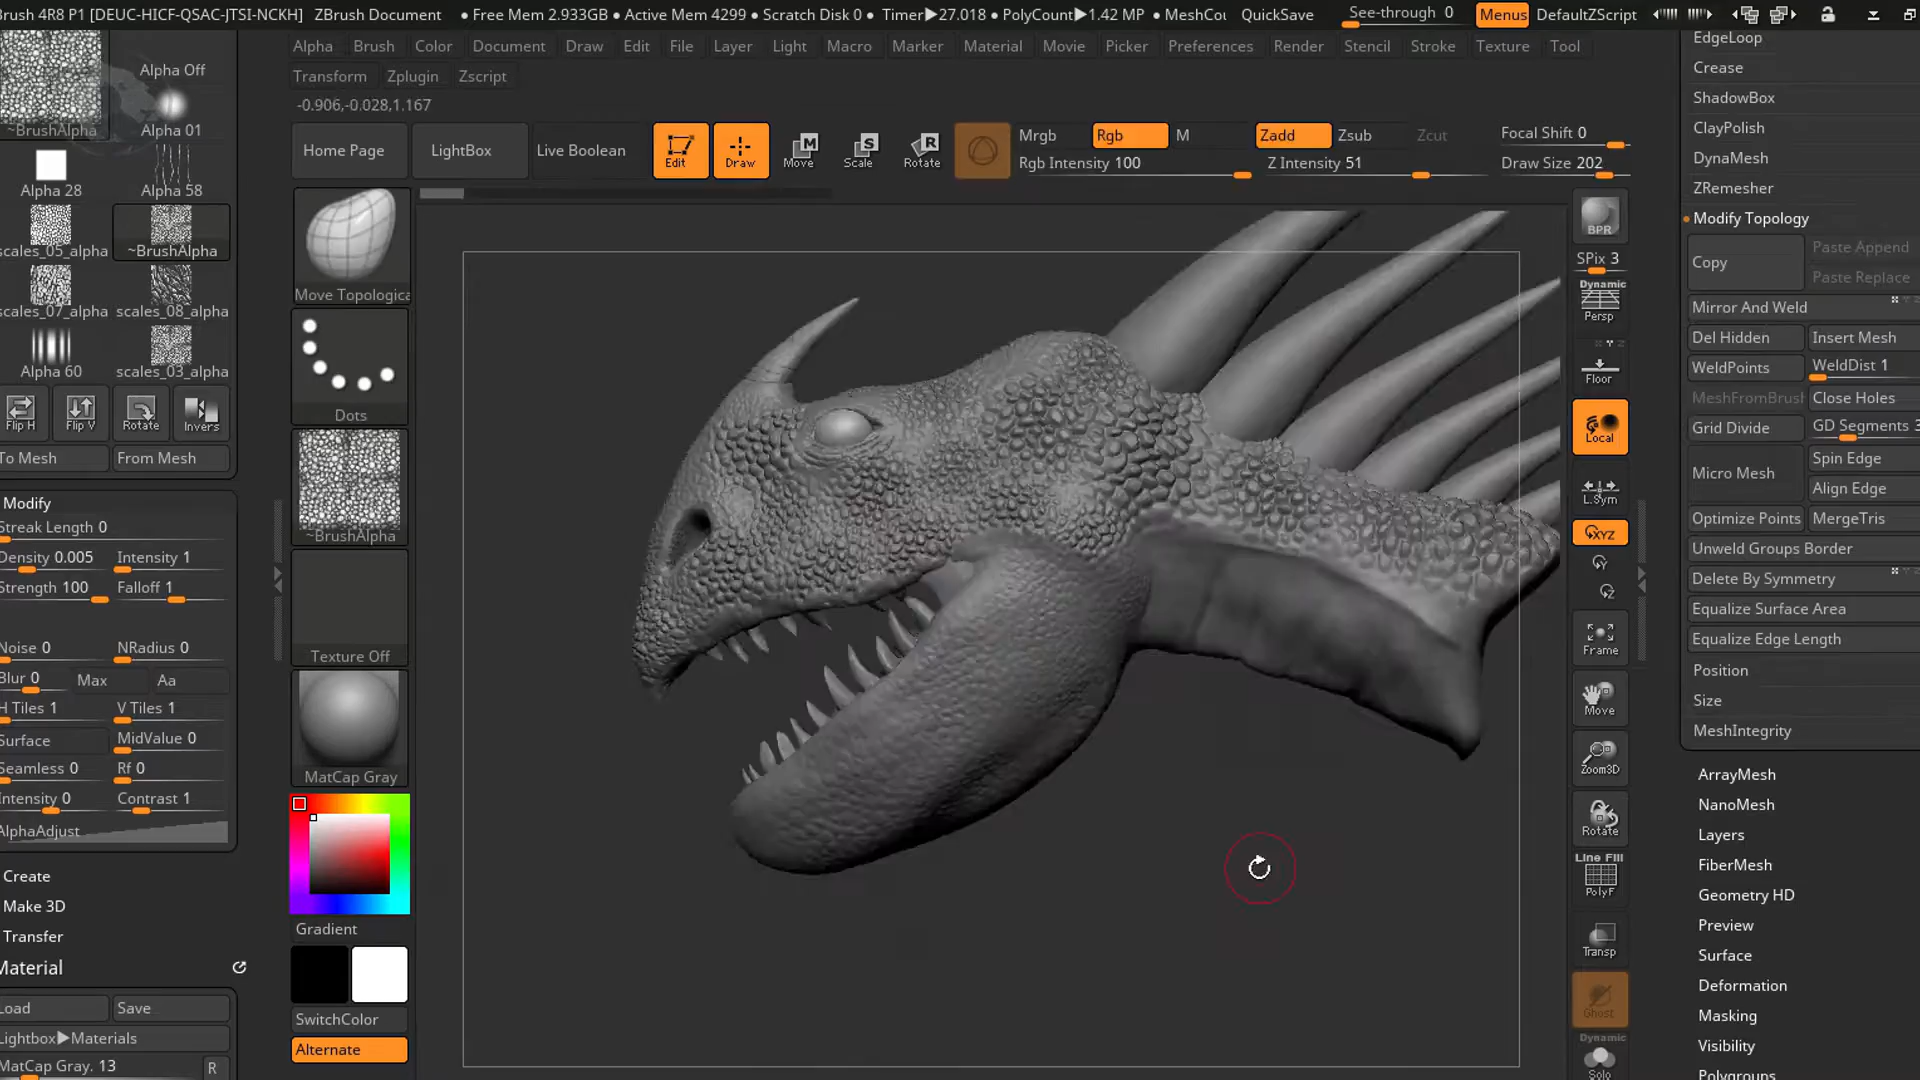 Brush 4R8 P1 [DEUC-HICF-QSAC-JTSI-NCKH] ZBrush Document • Free Mem 2.933GB • Active Mem 4299 • Scratch Disk 0 • Timer▶27.018 • PolyCount▶1.42 MP • MeshCou QuickSave See-through 0 Menus DefaultZScript
Alpha Off
~BrushAlpha Alpha 01
Alpha 28 Alpha 58
scales_05_alpha ~BrushAlpha
scales_07_alpha scales_08_alpha
Alpha 60 scales_03_alpha
Flip H Flip V Rotate Invers
To Mesh From Mesh
Modify
Streak Length 0
Density 0.005 Intensity 1
Strength 100 Falloff 1
Noise 0 NRadius 0
Blur 0 Max Aa
H Tiles 1 V Tiles 1
Surface MidValue 0
Seamless 0 Rf 0
Intensity 0 Contrast 1
AlphaAdjust
Create
Make 3D
Transfer
Material
Load Save
Lightbox▶Materials
MatCap Gray. 13 R
Alpha Brush Color Document Draw Edit File Layer Light Macro Marker Material Movie Picker Preferences Render Stencil Stroke Texture Tool
Transform Zplugin Zscript
-0.906,-0.028,1.167
Home Page LightBox Live Boolean Edit Draw Move Scale Rotate
Mrgb Rgb M Zadd Zsub Zcut Focal Shift 0
Rgb Intensity 100 Z Intensity 51 Draw Size 202
Move Topologica
Dots
~BrushAlpha
Texture Off
MatCap Gray
Gradient
SwitchColor
Alternate
BPR
SPix 3
Dynamic
Persp
Floor
Local
L.Sym
XYZ
Y
Z
Frame
Move
Zoom3D
Rotate
Line Fill
PolyF
Transp
Ghost
Dynamic
Solo
EdgeLoop
Crease
ShadowBox
ClayPolish
DynaMesh
ZRemesher
Modify Topology
Copy Paste Append
Paste Replace
Mirror And Weld
Del Hidden Insert Mesh
WeldPoints WeldDist 1
MeshFromBrush Close Holes
Grid Divide GD Segments 3
Micro Mesh Spin Edge
Align Edge
Optimize Points MergeTris
Unweld Groups Border
Delete By Symmetry
Equalize Surface Area
Equalize Edge Length
Position
Size
MeshIntegrity
ArrayMesh
NanoMesh
Layers
FiberMesh
Geometry HD
Preview
Surface
Deformation
Masking
Visibility
Polygroups